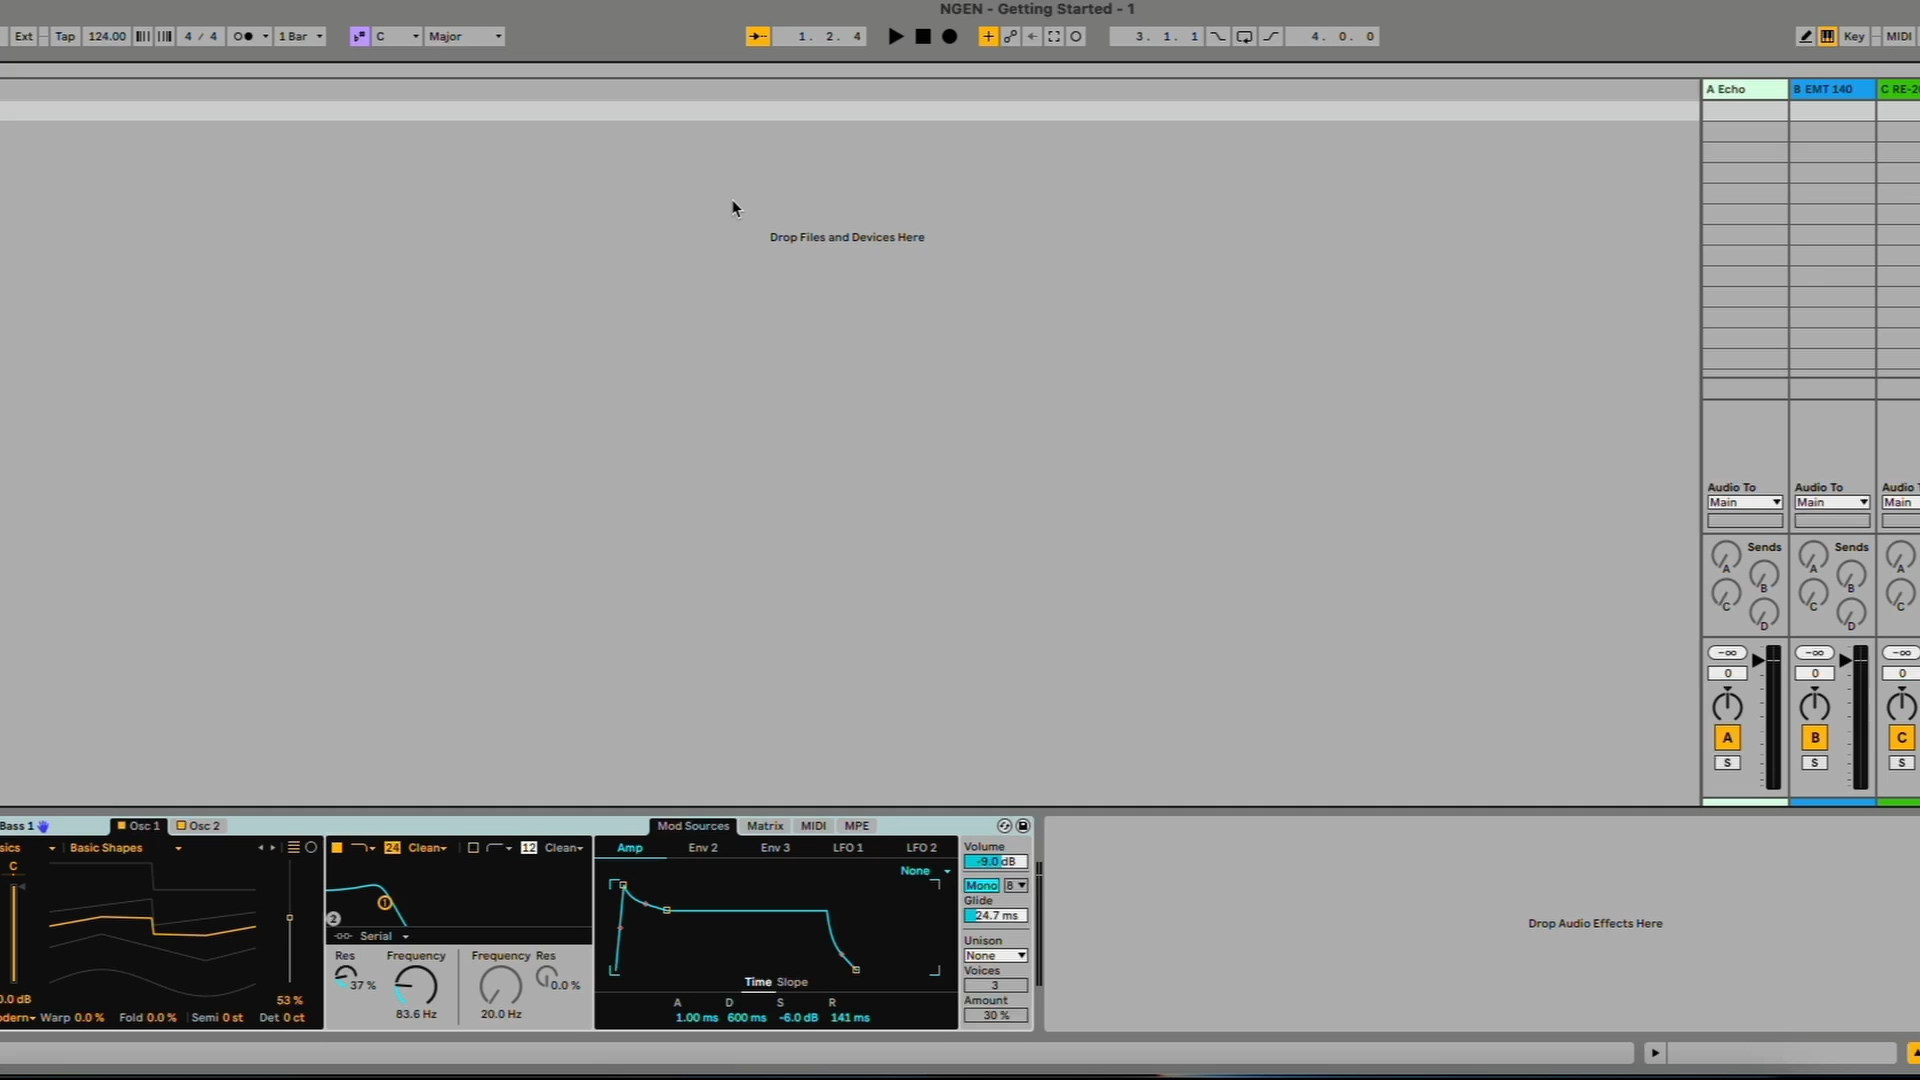 NGEN - Getting Started - 1
Ext Tap 124.00 4 / 4 1 Bar C Major 1. 2. 4 3. 1. 1 4. 0. 0 Key MIDI
A Echo B EMT 140
Drop Files and Devices Here
Audio To Audio To Audio
Main Main Main
Sends Sends
A A A
B B
C C C
D D
-∞ -∞ -∞
0 0 0
A B C
S S S
Bass 1 Osc 1 Osc 2 Mod Sources Matrix MIDI MPE
Basic Shapes 24 Clean 12 Clean Amp Env 2 Env 3 LFO 1 LFO 2 Volume
-9.0 dB
C None Mono 8
Glide
1 24.7 ms
2
Serial Unison
Res Frequency Frequency Res None
37 % 0.0 % Voices
Time Slope 3
53 % 83.6 Hz 20.0 Hz A D S R Amount
Warp 0.0 % Fold 0.0 % Semi 0 st Det 0 ct 1.00 ms 600 ms -6.0 dB 141 ms 30 %
Drop Audio Effects Here